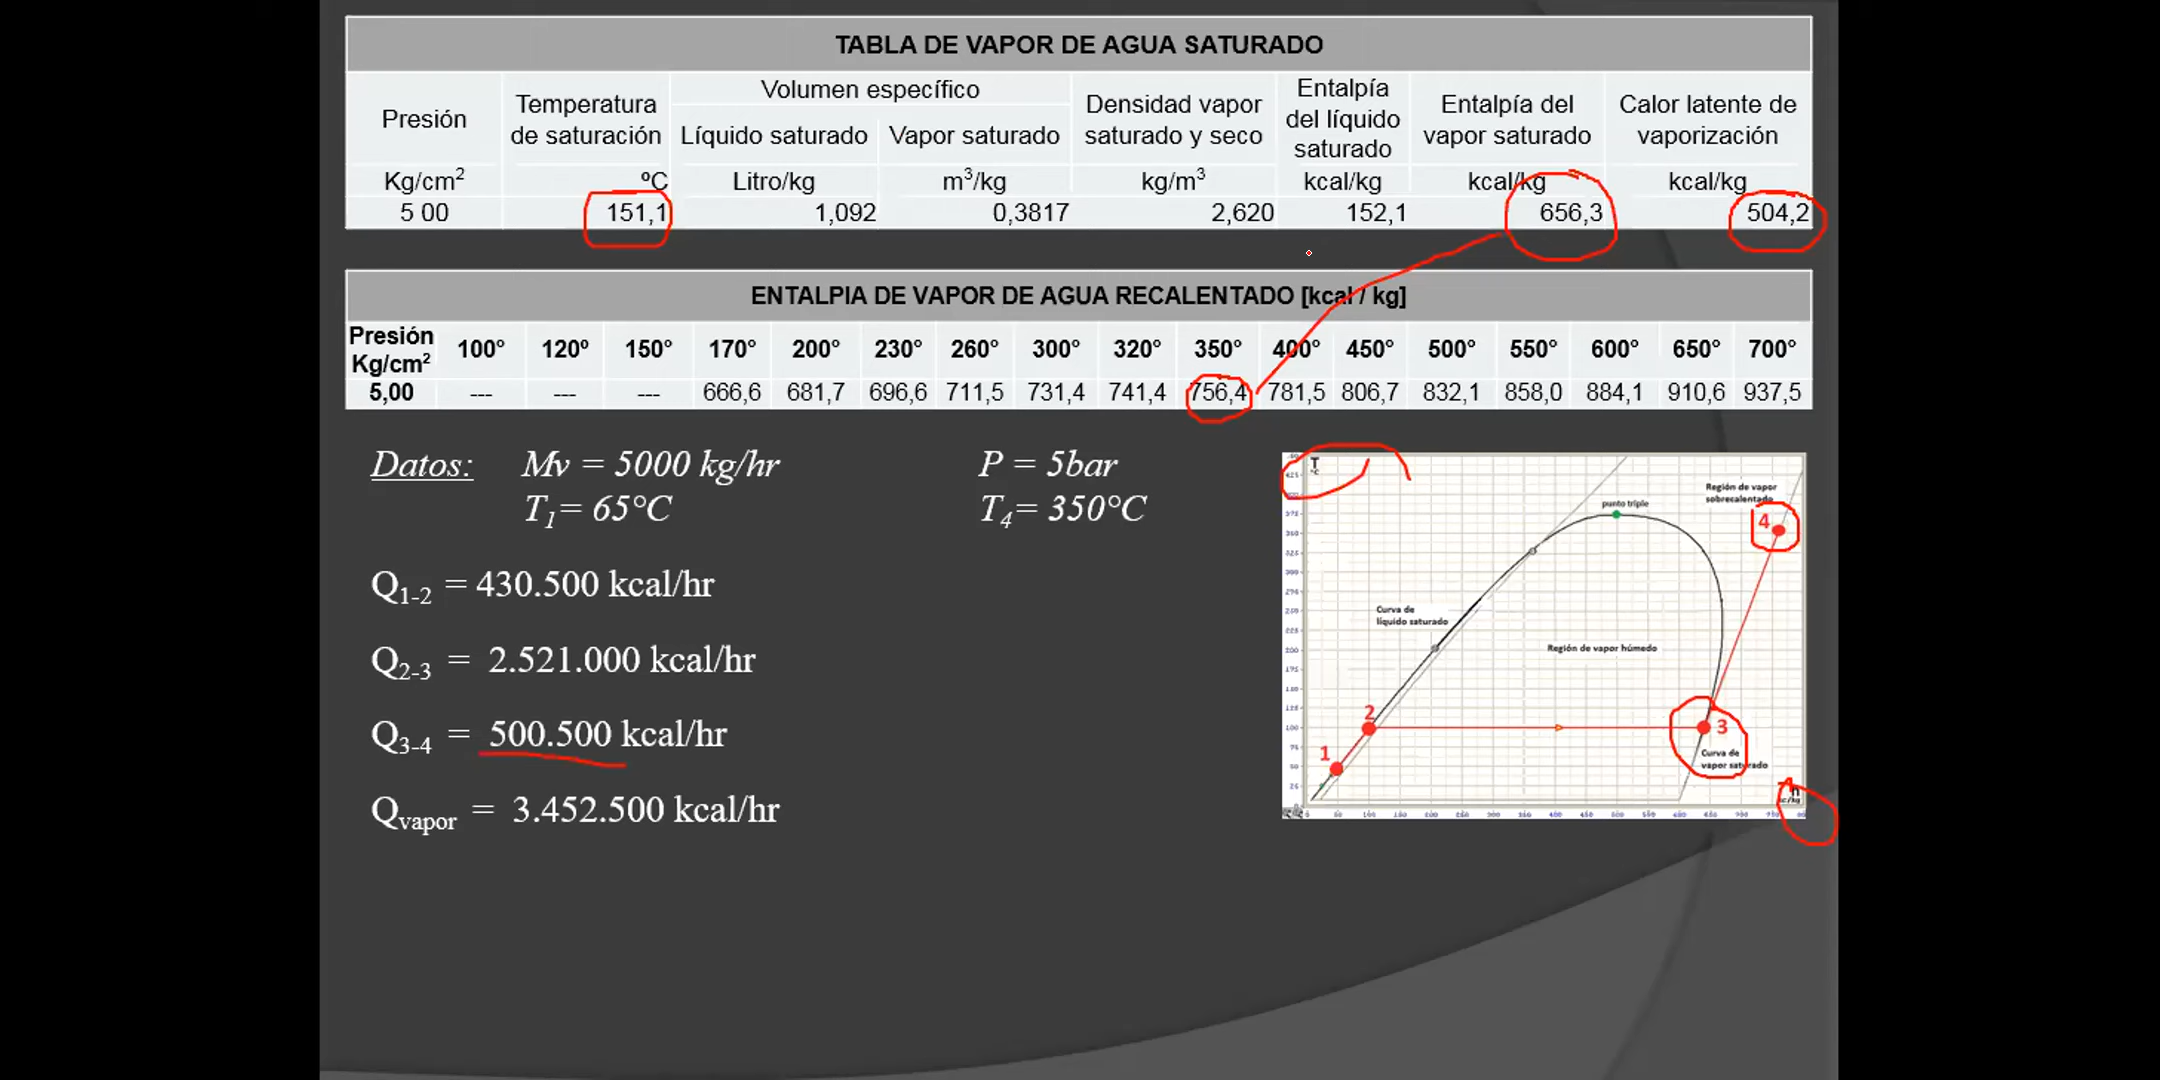 TABLA DE VAPOR DE AGUA SATURADO
Presión Temperatura de saturación Volumen específico Densidad vapor saturado y seco Entalpía del líquido saturado Entalpía del vapor saturado Calor latente de vaporización
Líquido saturado Vapor saturado
Kg/cm² ºC Litro/kg m³/kg kg/m³ kcal/kg kcal/kg kcal/kg
5 00 151,1 1,092 0,3817 2,620 152,1 656,3 504,2
ENTALPIA DE VAPOR DE AGUA RECALENTADO [kcal / kg]
Presión Kg/cm² 100° 120º 150° 170° 200° 230° 260° 300° 320° 350° 400° 450° 500° 550° 600° 650° 700°
5,00 --- --- --- 666,6 681,7 696,6 711,5 731,4 741,4 756,4 781,5 806,7 832,1 858,0 884,1 910,6 937,5
Datos: Mv = 5000 kg/hr P = 5bar
T1= 65°C T4= 350°C
Q1-2 = 430.500 kcal/hr
Q2-3 = 2.521.000 kcal/hr
Q3-4 = 500.500 kcal/hr
Qvapor = 3.452.500 kcal/hr
T
°C
Región de vapor
sobrecalentado
punto triple
4
Curva de
líquido saturado
Región de vapor húmedo
2
3
1
Curva de
vapor saturado
h